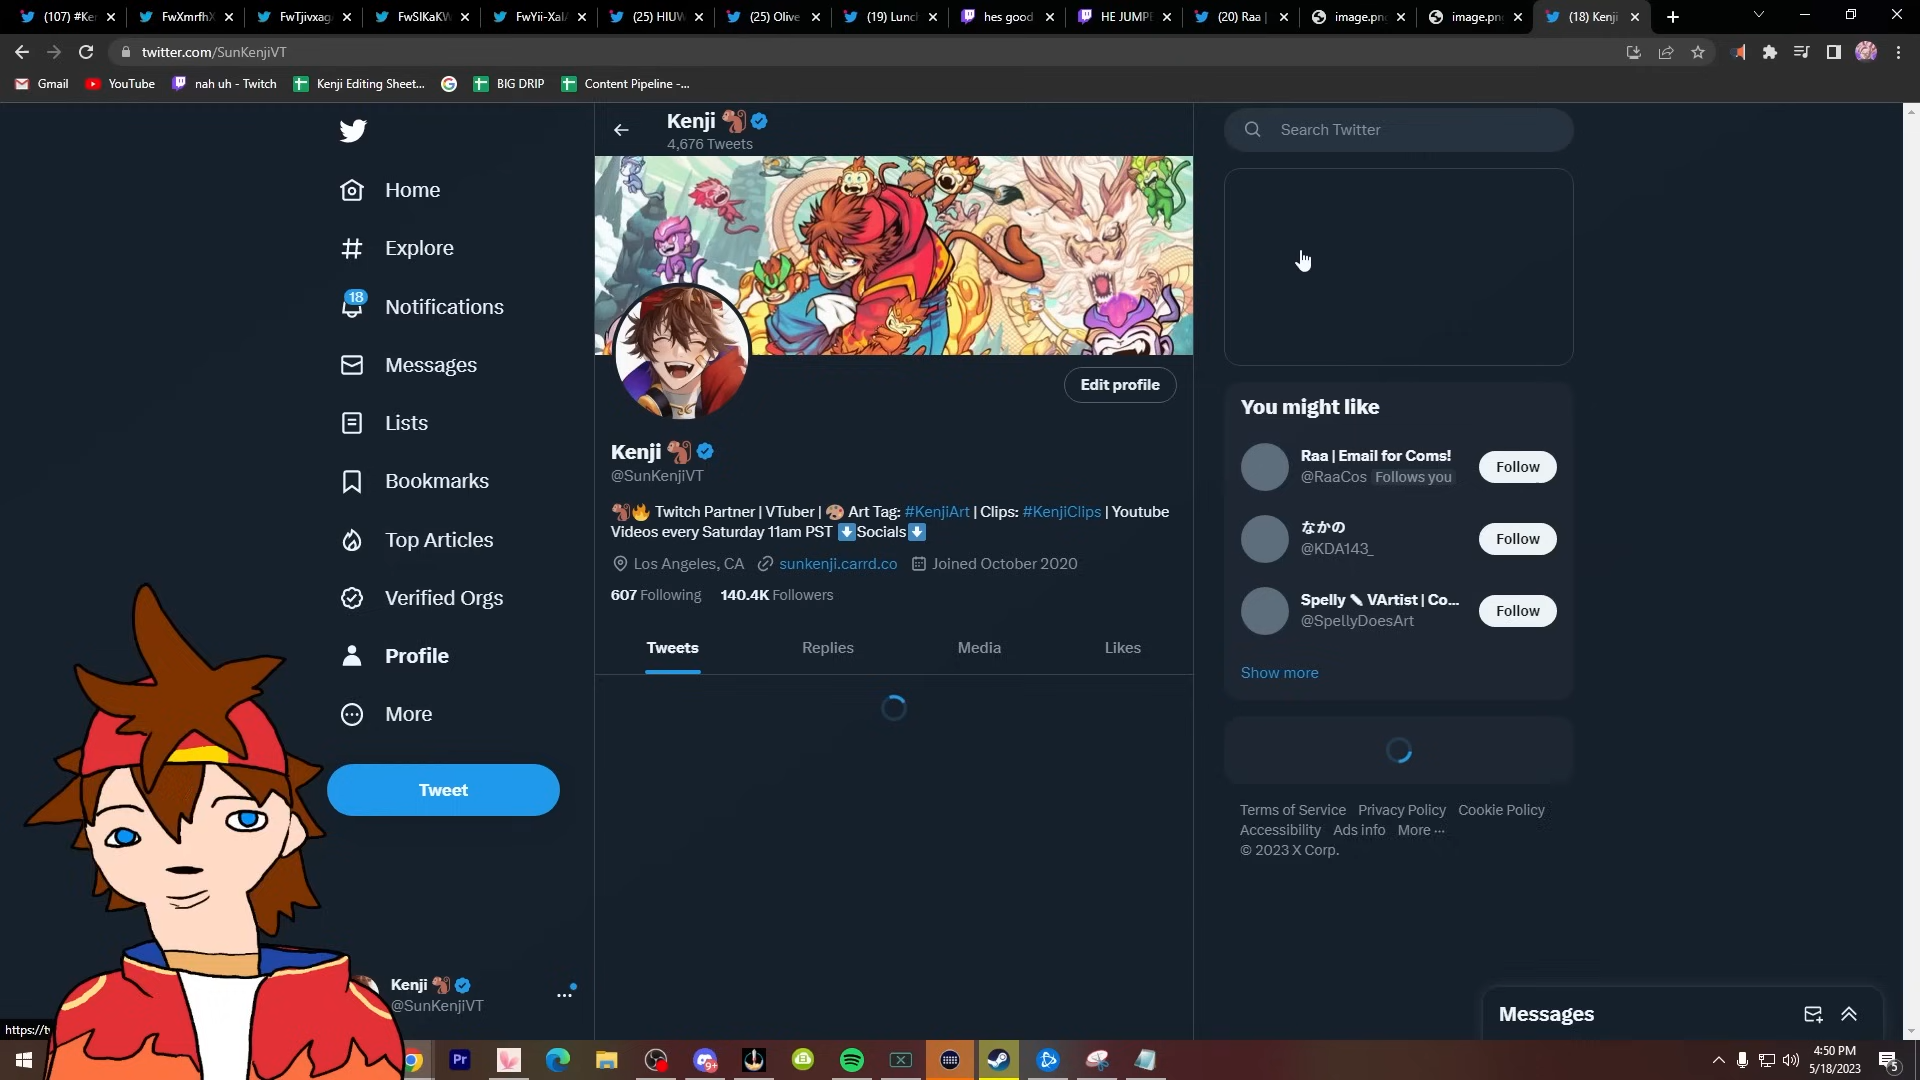 (107) #Ker
FwXmrfhX
FwTjivxag
FwSIKaKW
FwYii-XaIA
(25) HIUW
(25) Olive
(19) Lunc
hes good
HE JUMPE
(20) Raa |
image.pn
image.pn
(18) Kenji
twitter.com/SunKenjiVT
Gmail
YouTube
nah uh - Twitch
Kenji Editing Sheet...
BIG DRIP
Content Pipeline -...
Kenji
4,676 Tweets
Search Twitter
Home
Explore
18
Notifications
Messages
Lists
Bookmarks
Top Articles
Verified Orgs
Profile
More
Tweet
Kenji
@SunKenjiVT
https://tw
Edit profile
Kenji
@SunKenjiVT
🐒🔥 Twitch Partner | VTuber | 🎨 Art Tag: #KenjiArt | Clips: #KenjiClips | Youtube
Videos every Saturday 11am PST ⬇️Socials⬇️
Los Angeles, CA sunkenji.carrd.co Joined October 2020
607 Following 140.4K Followers
Tweets Replies Media Likes
You might like
Raa | Email for Coms!
@RaaCos Follows you
Follow
なかの
@KDA143_
Follow
Spelly ✎ VArtist | Co...
@SpellyDoesArt
Follow
Show more
Terms of Service Privacy Policy Cookie Policy
Accessibility Ads info More ···
© 2023 X Corp.
Messages
Pr
9+
4:50 PM
5/18/2023
5